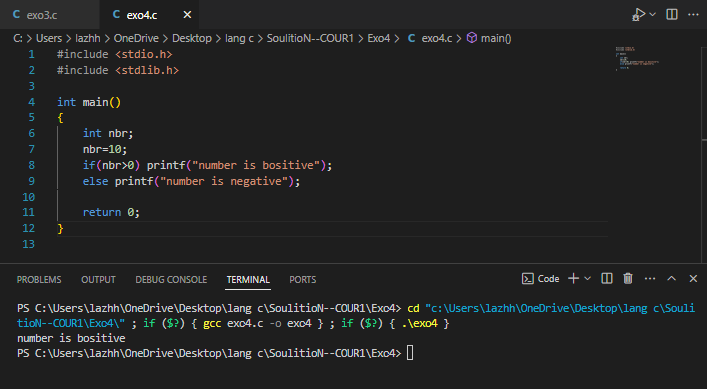 exo3.c exo4.c
C: > Users > lazhh > OneDrive > Desktop > lang c > SoulitioN--COUR1 > Exo4 > exo4.c > main()
1 #include <stdio.h>
2 #include <stdlib.h>
3
4 int main()
5 {
6 int nbr;
7 nbr=10;
8 if(nbr>0) printf("number is bositive");
9 else printf("number is negative");
10
11 return 0;
12 }
13
PROBLEMS OUTPUT DEBUG CONSOLE TERMINAL PORTS Code
PS C:\Users\lazhh\OneDrive\Desktop\lang c\SoulitioN--COUR1\Exo4> cd "c:\Users\lazhh\OneDrive\Desktop\lang c\Souli
tioN--COUR1\Exo4\" ; if ($?) { gcc exo4.c -o exo4 } ; if ($?) { .\exo4 }
number is bositive
PS C:\Users\lazhh\OneDrive\Desktop\lang c\SoulitioN--COUR1\Exo4>